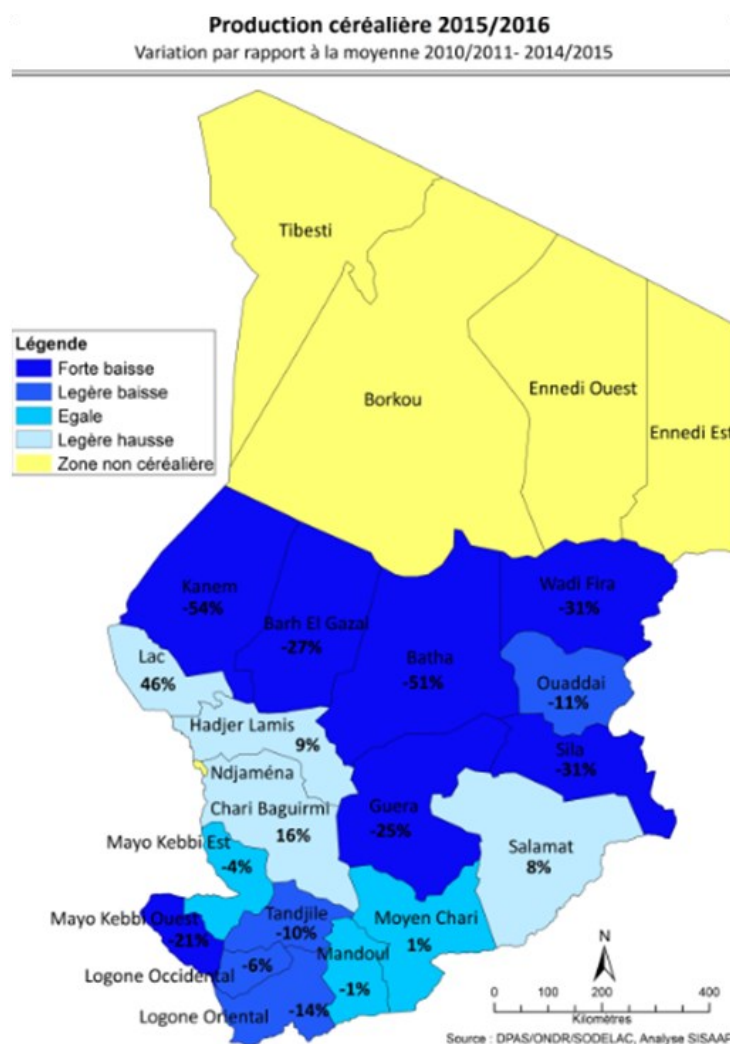 Production céréalière 2015/2016
Variation par rapport à la moyenne 2010/2011- 2014/2015
Tibesti
Légende
Forte baisse
Legère baisse
Egale
Legère hausse
Zone non céréalière
Borkou
Ennedi Ouest
Ennedi Est
Kanem
-54%
Barh El Gazal
-27%
Batha
-51%
Wadi Fira
-31%
Ouaddai
-11%
Lac
46%
Hadjer Lamis
9%
Sila
-31%
Ndjaména
Chari Baguirmi
16%
Guera
-25%
Salamat
8%
Mayo Kebbi Est
-4%
Mayo Kebbi Ouest
-21%
Tandjile
-10%
Moyen Chari
1%
Mandoul
-1%
Logone Occidental
-6%
Logone Oriental
-14%
N
0 100 200 400
Kilomètres
Source : DPAS/ONDR/SODELAC, Analyse SISAAP